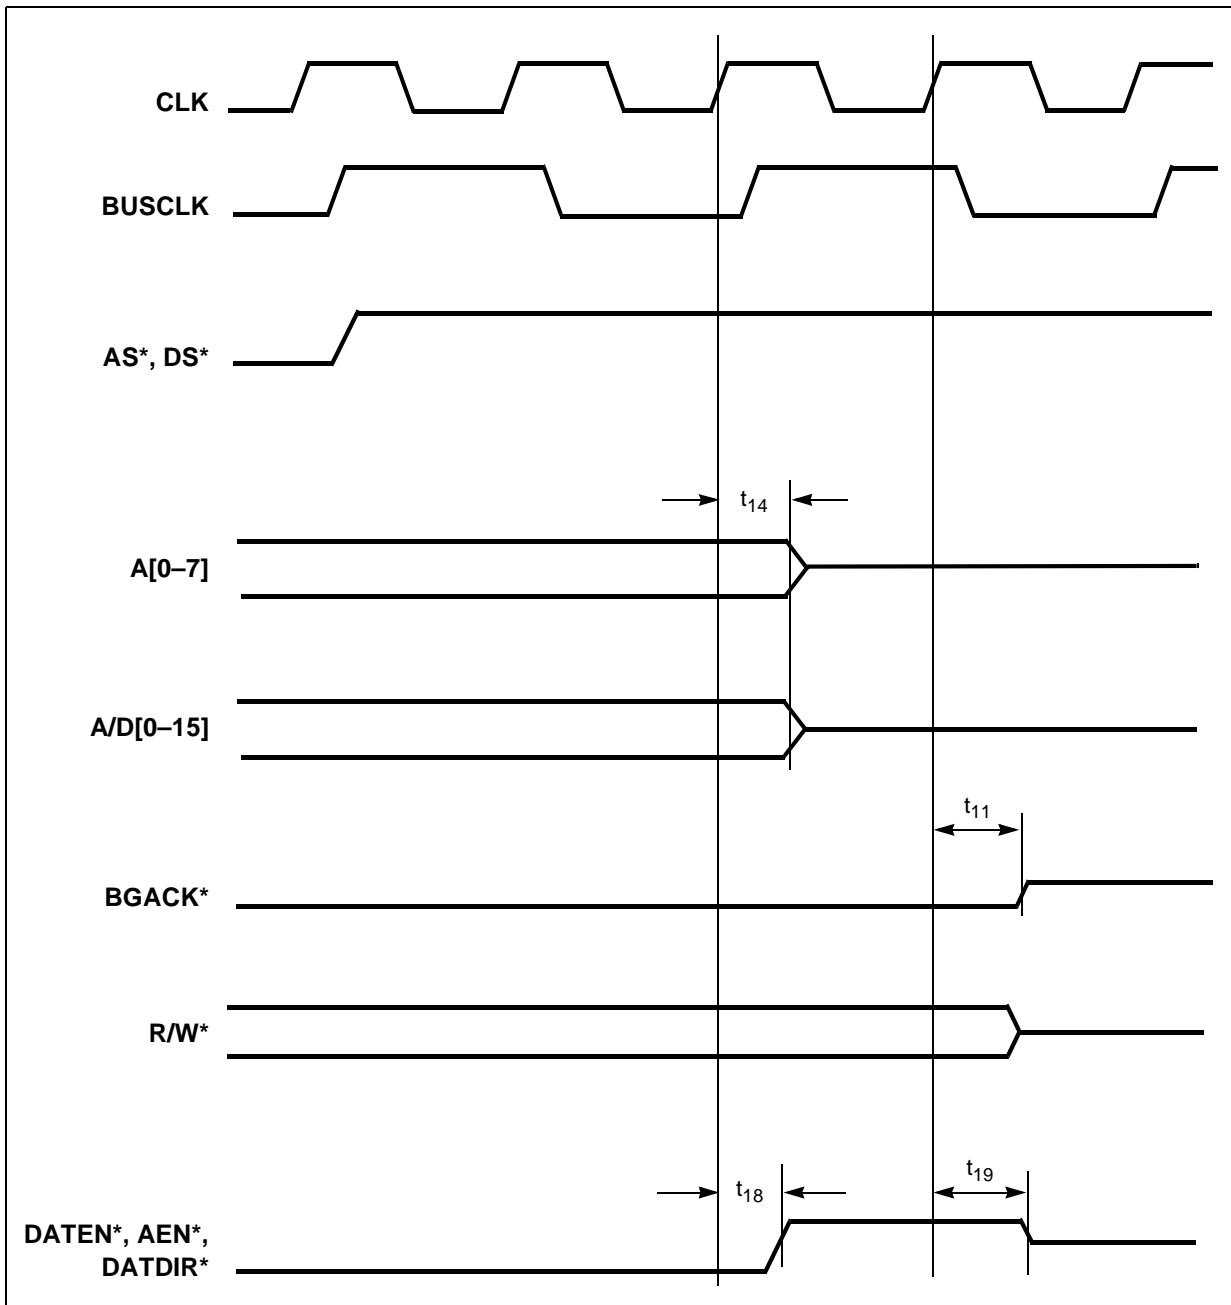 CLK
BUSCLK
AS*, DS*
t14
A[0–7]
A/D[0–15]
t11
BGACK*
R/W*
t18
t19
DATEN*, AEN*,
DATDIR*